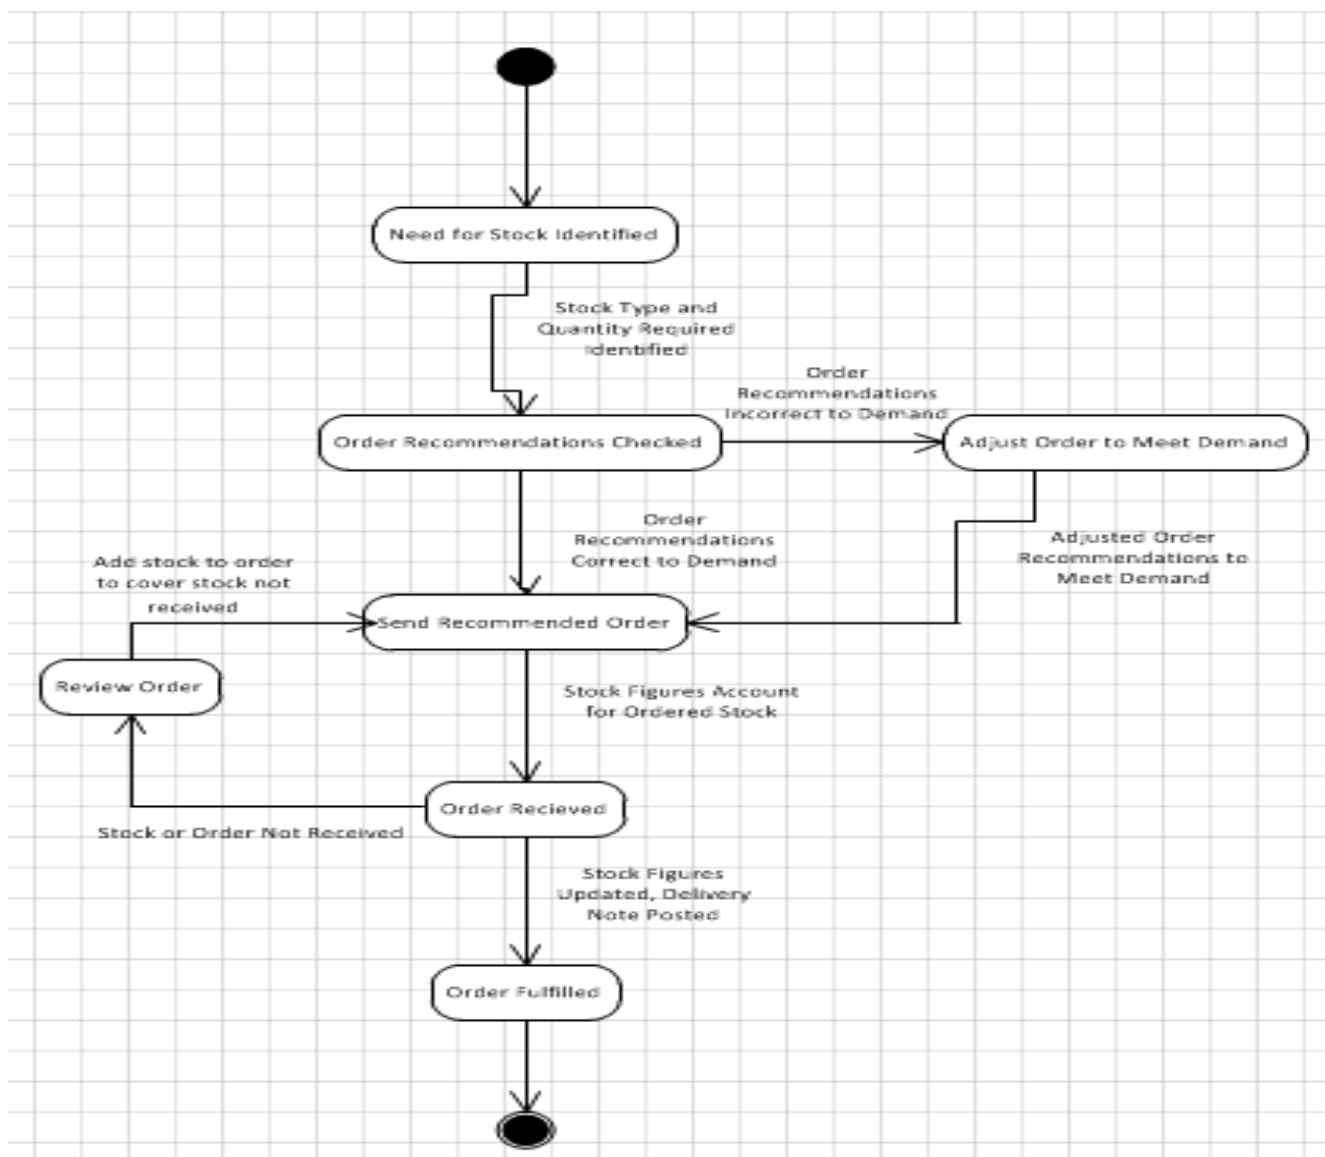 Need for Stock Identified
Stock Type and
Quantity Required
Identified
Order
Recommendations
Incorrect to Demand
Order Recommendations Checked
Adjust Order to Meet Demand
Order
Recommendations
Correct to Demand
Adjusted Order
Recommendations to
Meet Demand
Add stock to order
to cover stock not
received
Send Recommended Order
Review Order
Stock Figures Account
for Ordered Stock
Order Recieved
Stock or Order Not Received
Stock Figures
Updated, Delivery
Note Posted
Order Fulfilled